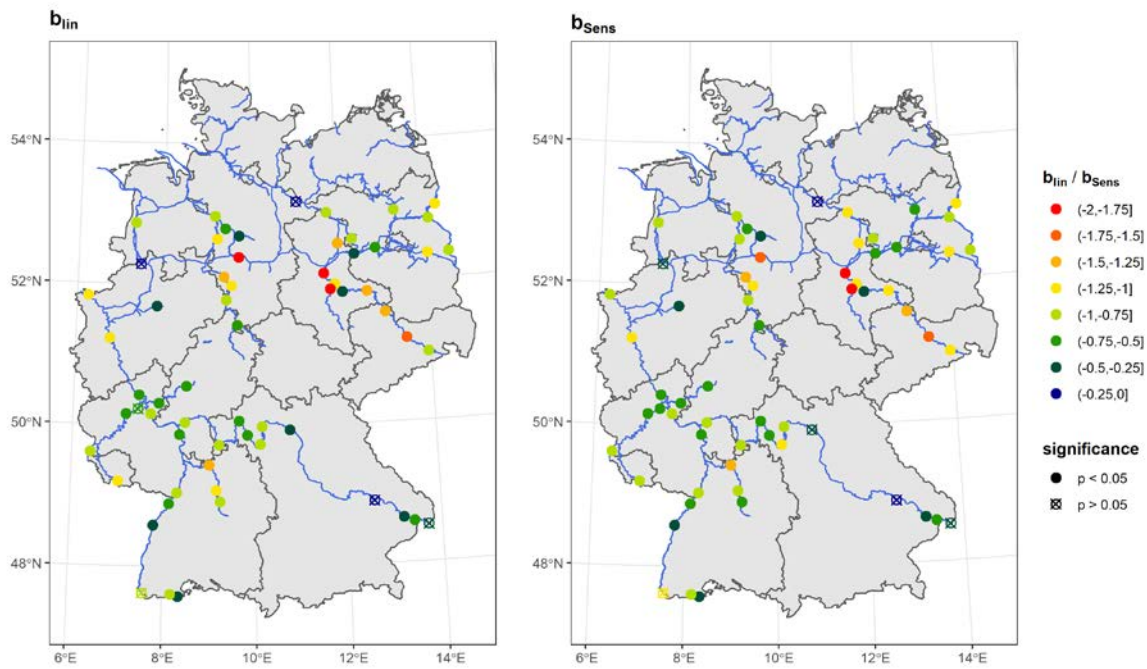 b_lin
b_Sens
54°N
52°N
50°N
48°N
6°E 8°E 10°E 12°E 14°E
54°N
52°N
50°N
48°N
6°E 8°E 10°E 12°E 14°E
b_lin / b_Sens
(-2,-1.75]
(-1.75,-1.5]
(-1.5,-1.25]
(-1.25,-1]
(-1,-0.75]
(-0.75,-0.5]
(-0.5,-0.25]
(-0.25,0]
significance
p < 0.05
p > 0.05